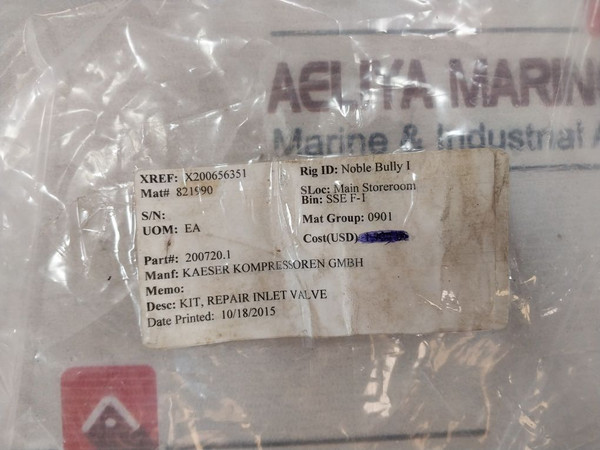 AELIYA MARIN
Marine & Industrial A
XREF: X200656351
Mat# 821990
S/N:
UOM: EA
Part#: 200720.1
Manf: KAESER KOMPRESSOREN GMBH
Memo:
Desc: KIT, REPAIR INLET VALVE
Date Printed: 10/18/2015
Rig ID: Noble Bully I
SLoc: Main Storeroom
Bin: SSE F-1
Mat Group: 0901
Cost(USD)